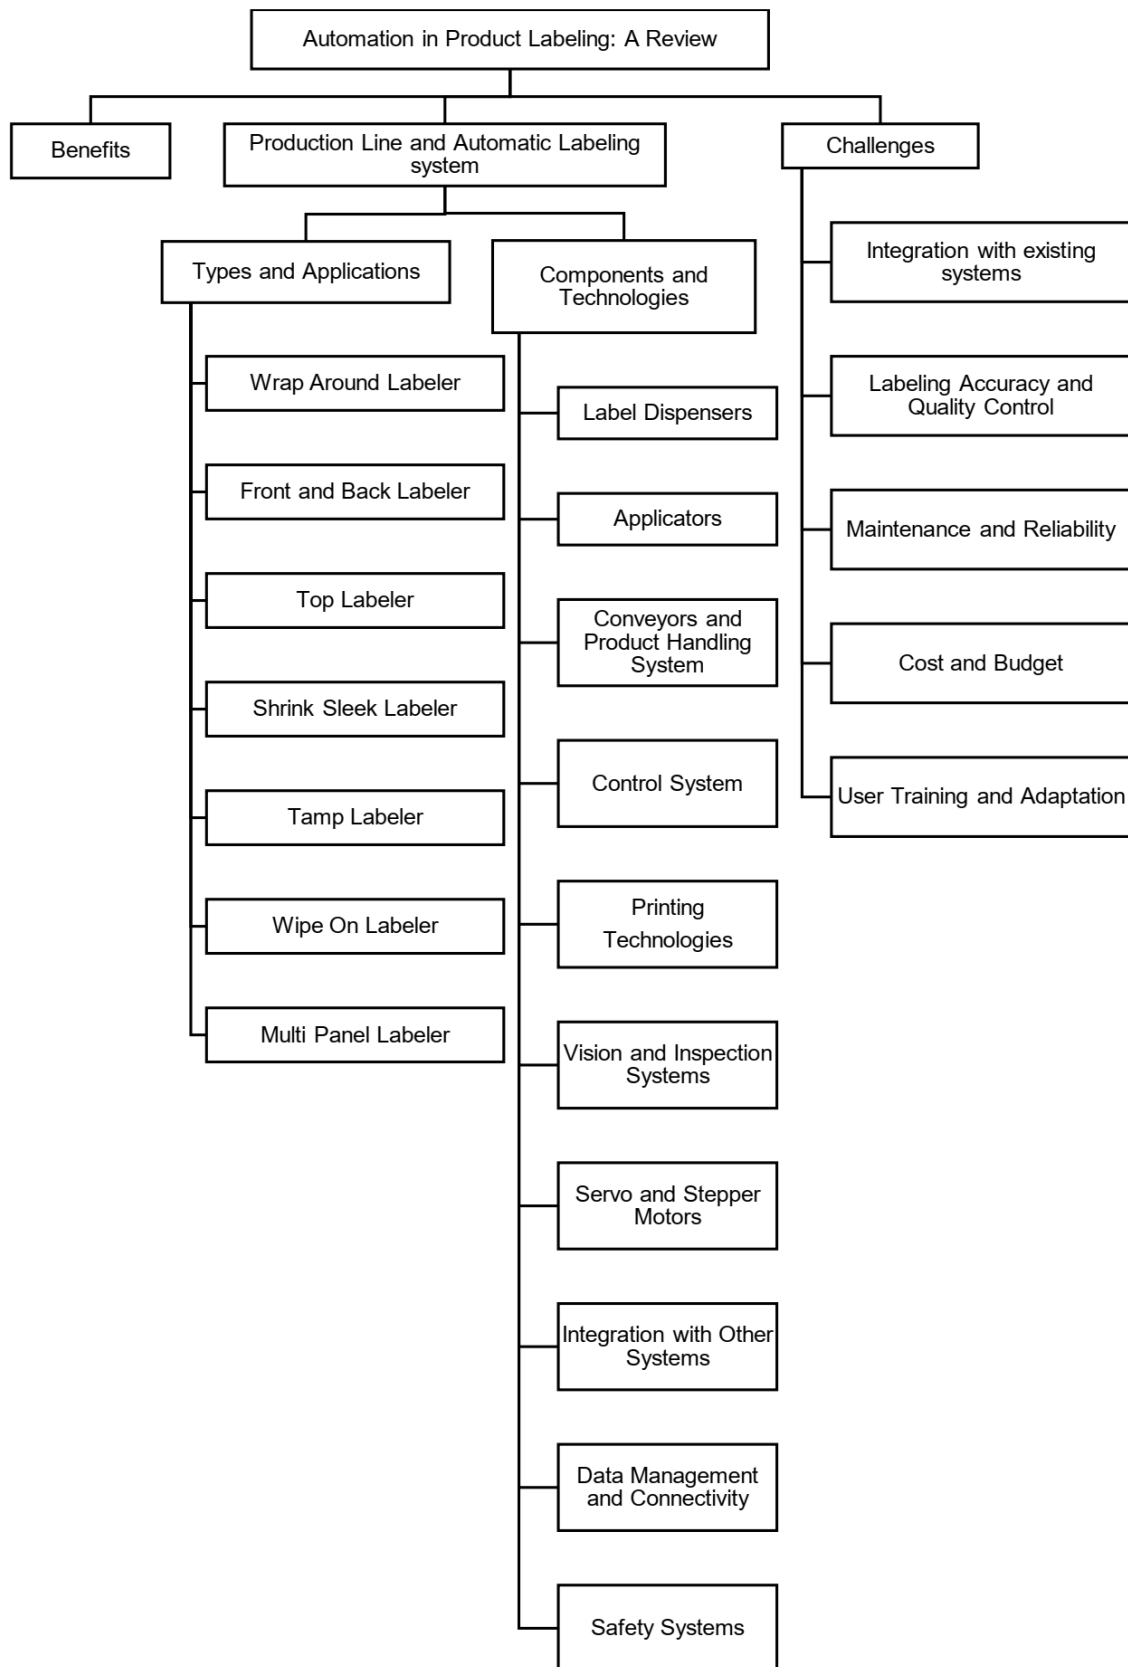 Automation in Product Labeling: A Review
Benefits
Production Line and Automatic Labeling
system
Challenges
Types and Applications
Wrap Around Labeler
Front and Back Labeler
Top Labeler
Shrink Sleek Labeler
Tamp Labeler
Wipe On Labeler
Multi Panel Labeler
Components and
Technologies
Label Dispensers
Applicators
Conveyors and
Product Handling
System
Control System
Printing
Technologies
Vision and Inspection
Systems
Servo and Stepper
Motors
Integration with Other
Systems
Data Management
and Connectivity
Safety Systems
Integration with existing
systems
Labeling Accuracy and
Quality Control
Maintenance and Reliability
Cost and Budget
User Training and Adaptation